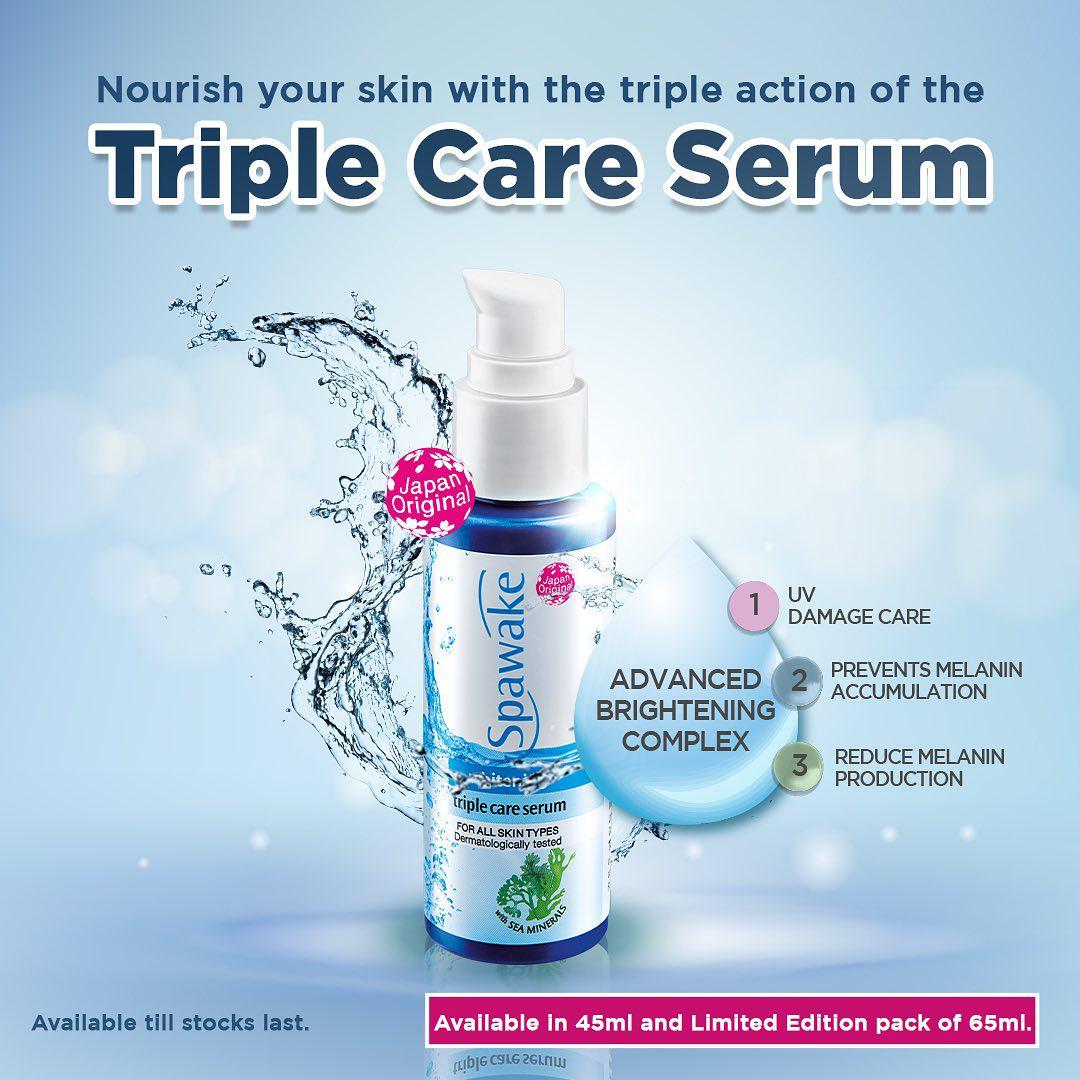 Nourish your skin with the triple action of the
Triple Care Serum
Japan
Original
Japan
Original
Spawake
triple care serum
FOR ALL SKIN TYPES
Dermatologically tested
with SEA MINERALS
ADVANCED
BRIGHTENING
COMPLEX
1
UV
DAMAGE CARE
2
PREVENTS MELANIN
ACCUMULATION
3
REDUCE MELANIN
PRODUCTION
Available till stocks last.
Available in 45ml and Limited Edition pack of 65ml.
triple care serum